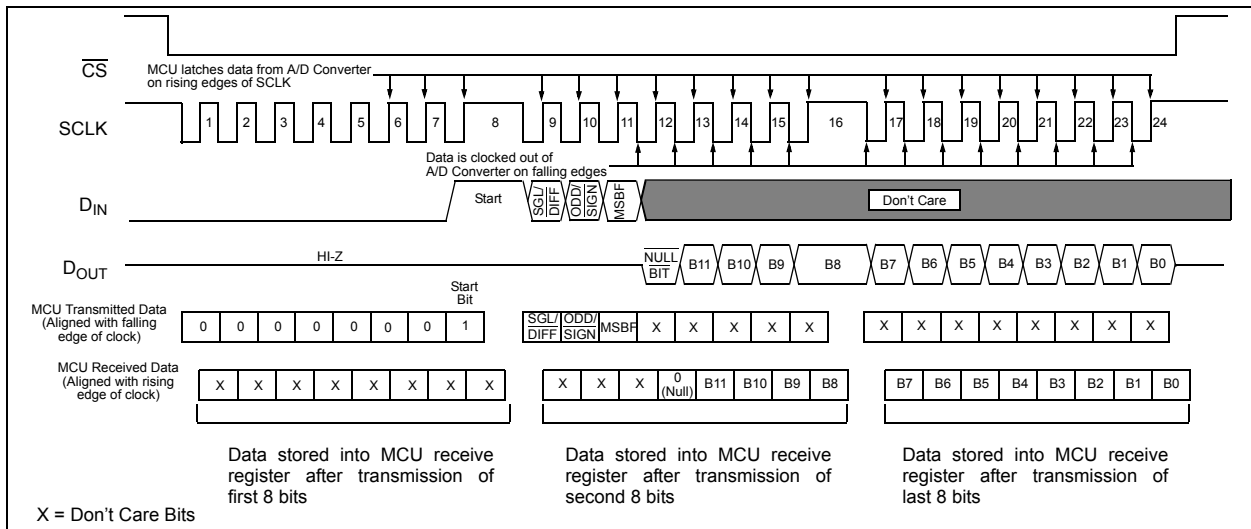 CS
MCU latches data from A/D Converter
on rising edges of SCLK
SCLK
1 2 3 4 5 6 7 8 9 10 11 12 13 14 15 16 17 18 19 20 21 22 23 24
Data is clocked out of
A/D Converter on falling edges
DIN
Start
SGL/
DIFF
ODD/
SIGN
MSBF
Don't Care
DOUT
HI-Z
NULL
BIT
B11 B10 B9 B8 B7 B6 B5 B4 B3 B2 B1 B0
Start
Bit
MCU Transmitted Data
(Aligned with falling
edge of clock)
0 0 0 0 0 0 0 1
SGL/
DIFF
ODD/
SIGN
MSBF X X X X X
X X X X X X X X
MCU Received Data
(Aligned with rising
edge of clock)
X X X X X X X X
X X X 0
(Null)
B11 B10 B9 B8
B7 B6 B5 B4 B3 B2 B1 B0
Data stored into MCU receive
register after transmission of
first 8 bits
Data stored into MCU receive
register after transmission of
second 8 bits
Data stored into MCU receive
register after transmission of
last 8 bits
X = Don't Care Bits